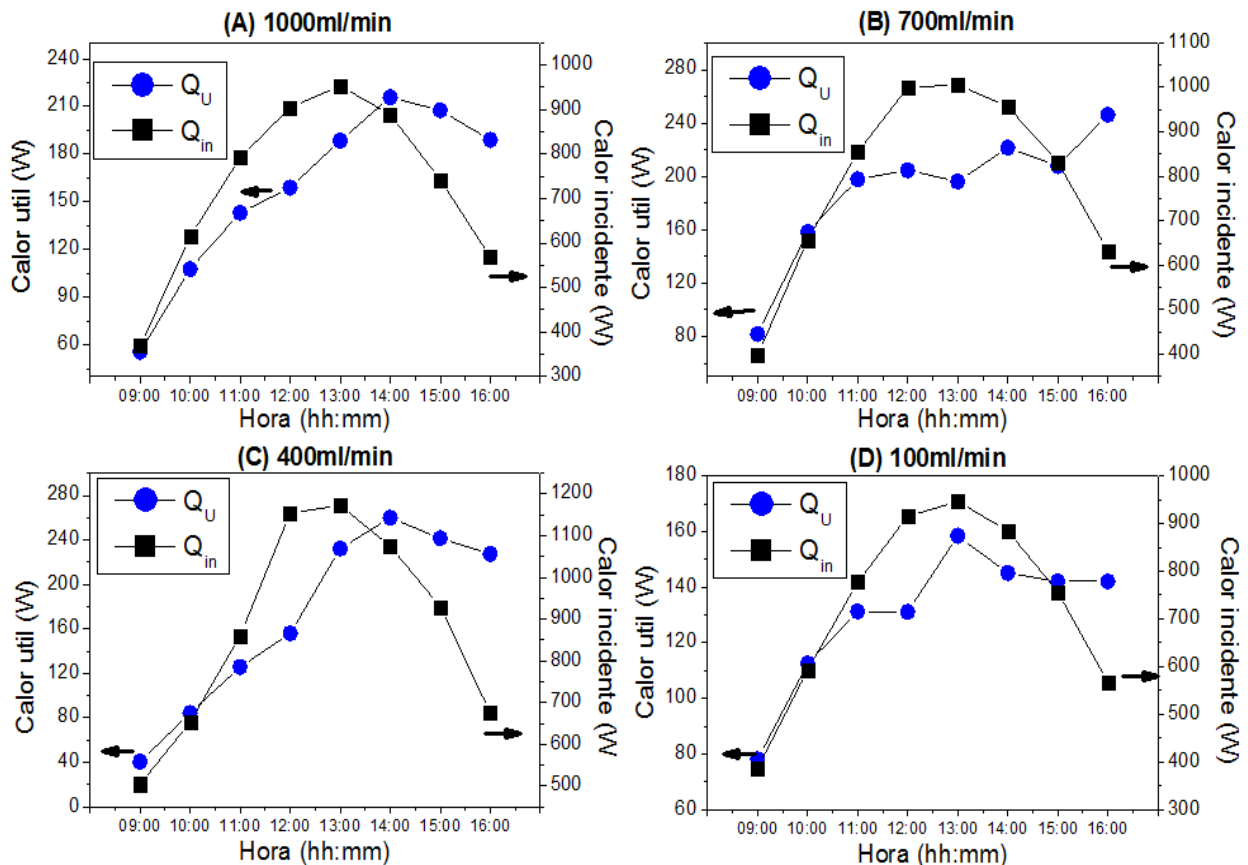 (A) 1000ml/min
Calor util (W)
240
210
180
150
120
90
60
Q_U
Q_in
1000
900
800
700
600
500
400
300
Calor incidente (W)
09:00 10:00 11:00 12:00 13:00 14:00 15:00 16:00
Hora (hh:mm)
(B) 700ml/min
Calor util (W)
280
240
200
160
120
80
Q_U
Q_in
1100
1000
900
800
700
600
500
400
Calor incidente (W)
09:00 10:00 11:00 12:00 13:00 14:00 15:00 16:00
Hora (hh:mm)
(C) 400ml/min
Calor util (W)
280
240
200
160
120
80
40
0
Q_U
Q_in
1200
1100
1000
900
800
700
600
500
Calor incidente (W
09:00 10:00 11:00 12:00 13:00 14:00 15:00 16:00
Hora (hh:mm)
(D) 100ml/min
Calor util (W)
180
160
140
120
100
80
60
Q_U
Q_in
1000
900
800
700
600
500
400
300
Calor incidente (W)
09:00 10:00 11:00 12:00 13:00 14:00 15:00 16:00
Hora (hh:mm)